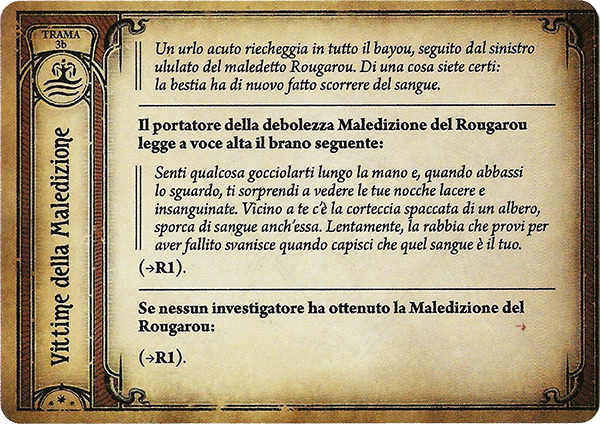 TRAMA
3b
Vittime della Maledizione
Un urlo acuto riecheggia in tutto il bayou, seguito dal sinistro
ululato del maledetto Rougarou. Di una cosa siete certi:
la bestia ha di nuovo fatto scorrere del sangue.
Il portatore della debolezza Maledizione del Rougarou
legge a voce alta il brano seguente:
Senti qualcosa gocciolarti lungo la mano e, quando abbassi
lo sguardo, ti sorprendi a vedere le tue nocche lacere e
insanguinate. Vicino a te c'è la corteccia spaccata di un albero,
sporca di sangue anch'essa. Lentamente, la rabbia che provi per
aver fallito svanisce quando capisci che quel sangue è il tuo.
(→R1).
Se nessun investigatore ha ottenuto la Maledizione del
Rougarou:
(→R1).